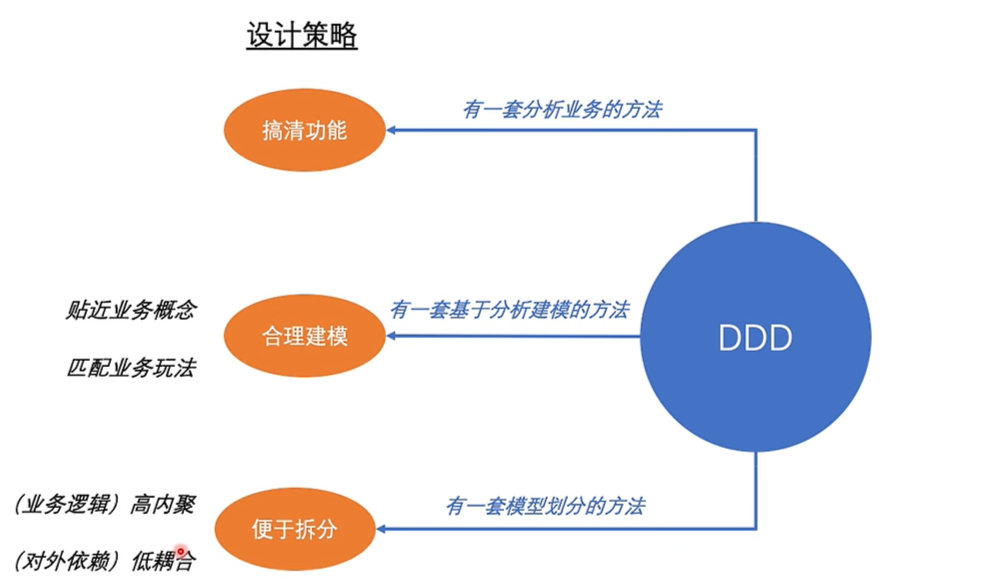 设计策略
有一套分析业务的方法
搞清功能
贴近业务概念
有一套基于分析建模的方法
合理建模
DDD
匹配业务玩法
(业务逻辑)高内聚
有一套模型划分的方法
便于拆分
(对外依赖)低耦合